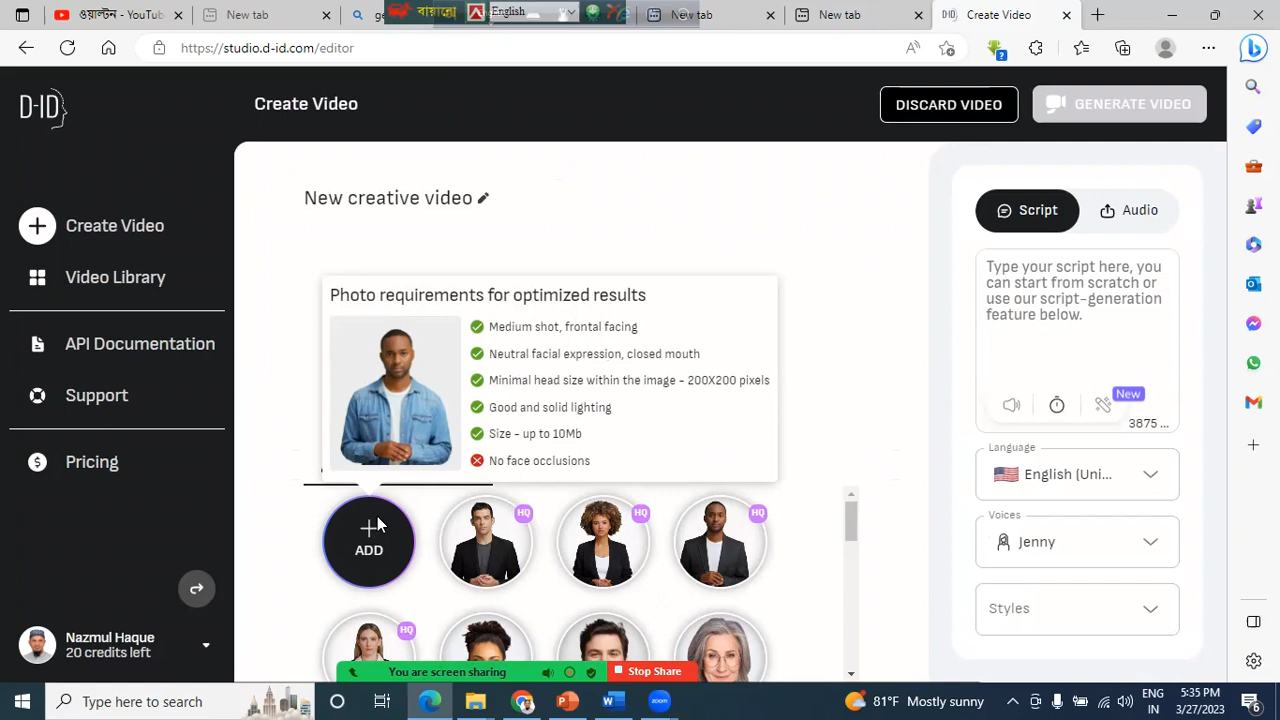 YouTube
New tab
বায়ান্নো
English
New tab
New tab
Create Video
https://studio.d-id.com/editor
D-ID
Create Video
DISCARD VIDEO
GENERATE VIDEO
Create Video
Video Library
API Documentation
Support
Pricing
Nazmul Haque
20 credits left
New creative video
Photo requirements for optimized results
Medium shot, frontal facing
Neutral facial expression, closed mouth
Minimal head size within the image - 200X200 pixels
Good and solid lighting
Size - up to 10Mb
No face occlusions
ADD
HQ
HQ
HQ
HQ
Script
Audio
Type your script here, you
can start from scratch or
use our script-generation
feature below.
New
3875 ...
Language
English (Uni...
Voices
Jenny
Styles
You are screen sharing
Stop Share
Type here to search
81°F Mostly sunny
ENG
IN
5:35 PM
3/27/2023
6